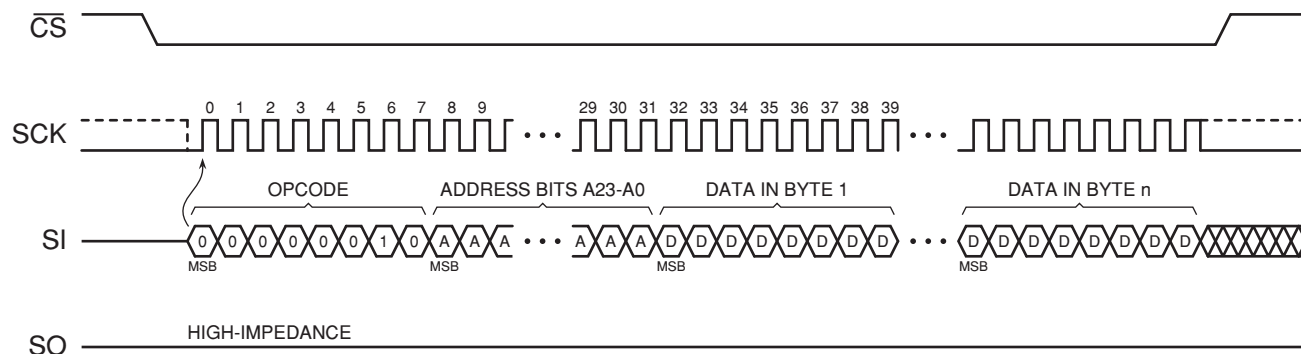 CS
SCK
0 1 2 3 4 5 6 7 8 9 29 30 31 32 33 34 35 36 37 38 39
OPCODE ADDRESS BITS A23-A0 DATA IN BYTE 1 DATA IN BYTE n
SI
0 0 0 0 0 0 1 0 A A A A A A D D D D D D D D D D D D D D D D
MSB MSB MSB MSB
HIGH-IMPEDANCE
SO